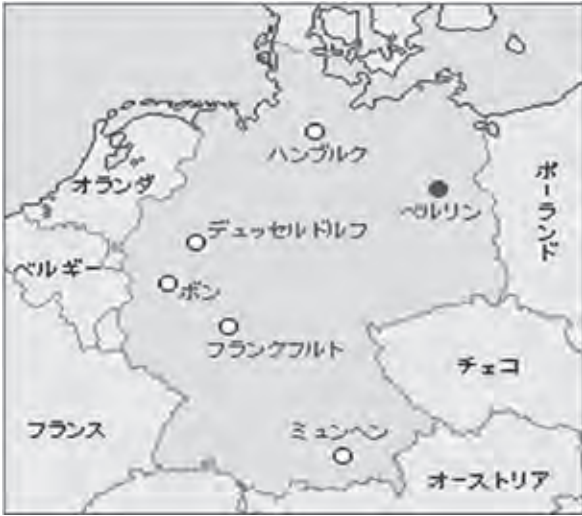 ハンブルク
オランダ
ベルリン
ポーランド
デュッセルドルフ
ベルギー
ボン
フランクフルト
チェコ
フランス
ミュンヘン
オーストリア